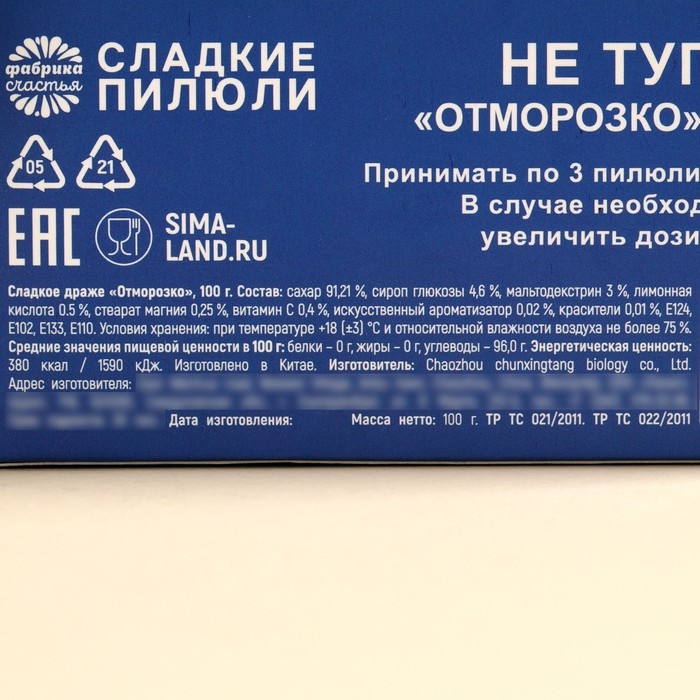 фабрика
счастья
СЛАДКИЕ
ПИЛЮЛИ
НЕ ТУП
«ОТМОРОЗКО»
Принимать по 3 пилюли
В случае необход
увеличить дози
05 21
EAC
SIMA-
LAND.RU
Сладкое драже «Отморозко», 100 г. Состав: сахар 91,21 %, сироп глюкозы 4,6 %, мальтодекстрин 3 %, лимонная
кислота 0.5 %, стеарат магния 0,25 %, витамин С 0,4 %, искусственный ароматизатор 0,02 %, красители 0,01 %, Е124,
Е102, Е133, Е110. Условия хранения: при температуре +18 (±3) °С и относительной влажности воздуха не более 75 %.
Средние значения пищевой ценности в 100 г: белки – 0 г, жиры – 0 г, углеводы – 96,0 г. Энергетическая ценность:
380 ккал / 1590 кДж. Изготовлено в Китае. Изготовитель: Chaozhou chunxingtang biology co., Ltd.
Адрес изготовителя:
Дата изготовления: Масса нетто: 100 г. ТР ТС 021/2011. ТР ТС 022/2011